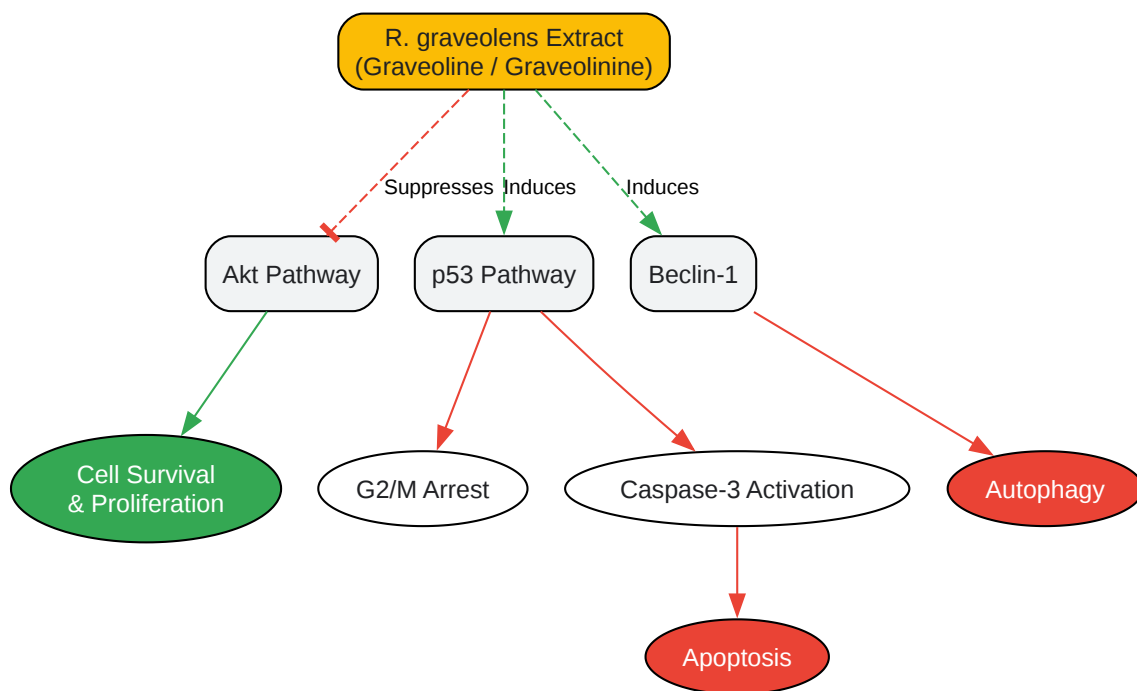 R. graveolens Extract
(Graveoline / Graveolinine)
Suppresses
Induces
Induces
Akt Pathway
p53 Pathway
Beclin-1
Cell Survival
& Proliferation
G2/M Arrest
Caspase-3 Activation
Autophagy
Apoptosis